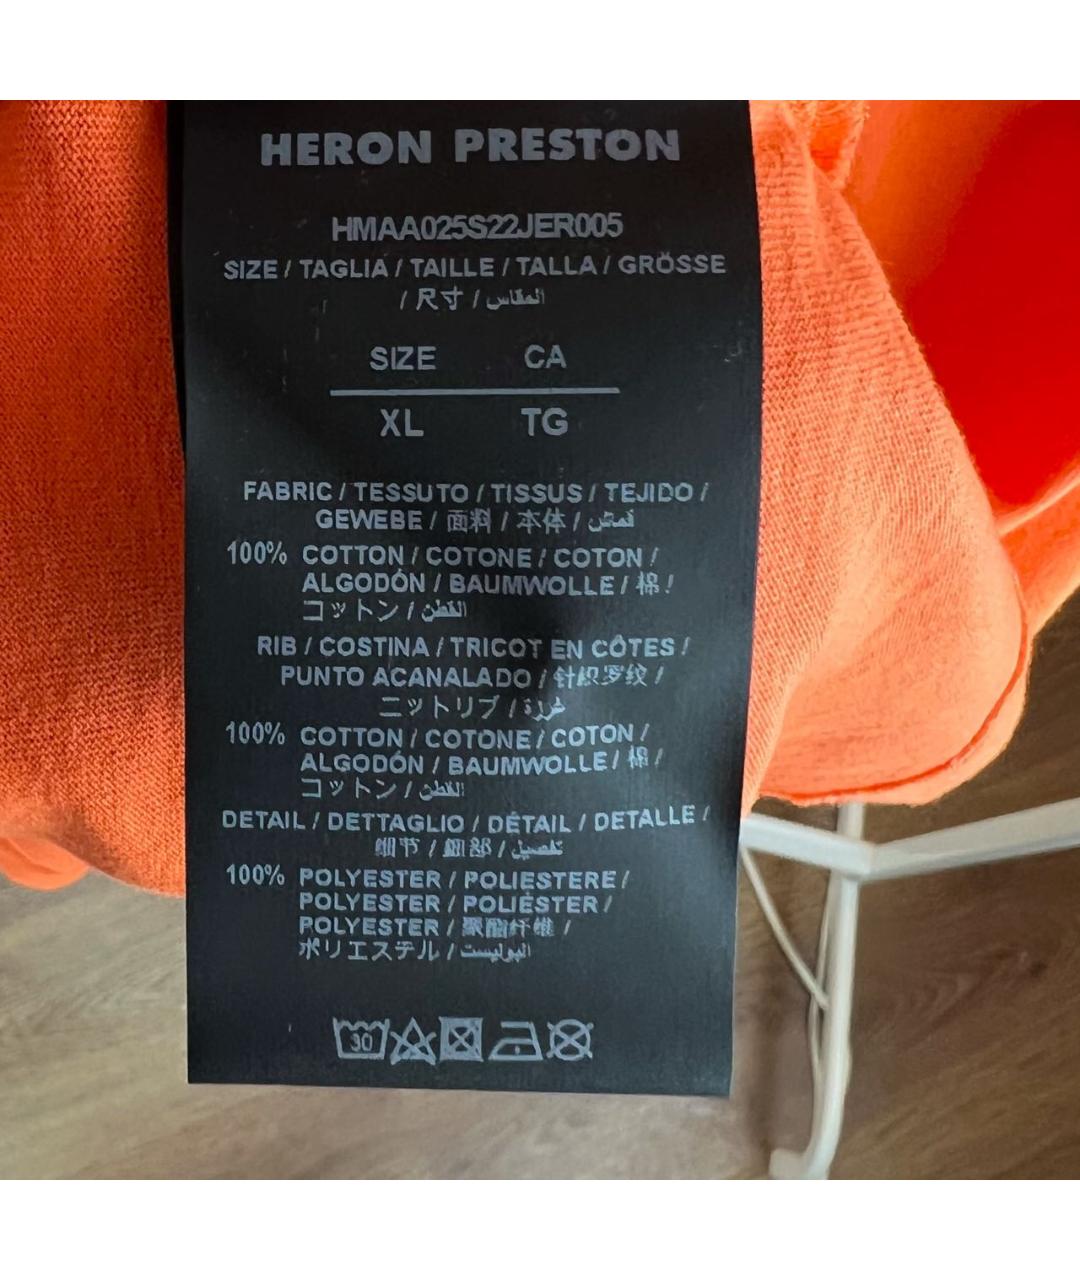 HERON PRESTON
HMAA025S22JER005
SIZE / TAGLIA / TAILLE / TALLA / GRÖSSE
/ 尺寸 / المقاس
SIZE CA
XL TG
FABRIC / TESSUTO / TISSUS / TEJIDO /
GEWEBE / 面料 / 本体 / قماش
100% COTTON / COTONE / COTON /
ALGODÓN / BAUMWOLLE / 棉 /
コットン / القطن
RIB / COSTINA / TRICOT EN CÔTES /
PUNTO ACANALADO / 针织罗纹 /
ニットリブ /
100% COTTON / COTONE / COTON /
ALGODÓN / BAUMWOLLE / 棉 /
コットン / القطن
DETAIL / DETTAGLIO / DÉTAIL / DETALLE /
细节 / 細部 / تفصيل
100% POLYESTER / POLIESTERE /
POLYESTER / POLIÉSTER /
POLYESTER / 聚酯纤维 /
ポリエステル / البوليستر
30